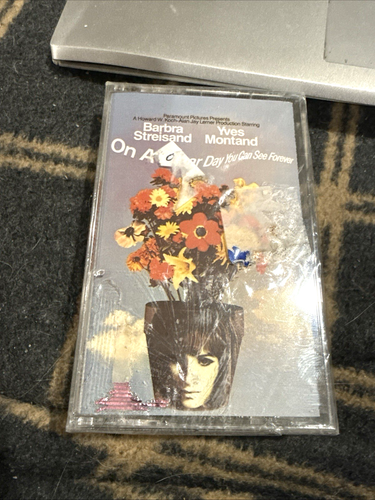 Paramount Pictures Presents
A Howard W. Koch-Alan Jay Lerner Production Starring
Barbra Yves
Streisand Montand
On A Day You Can See Forever